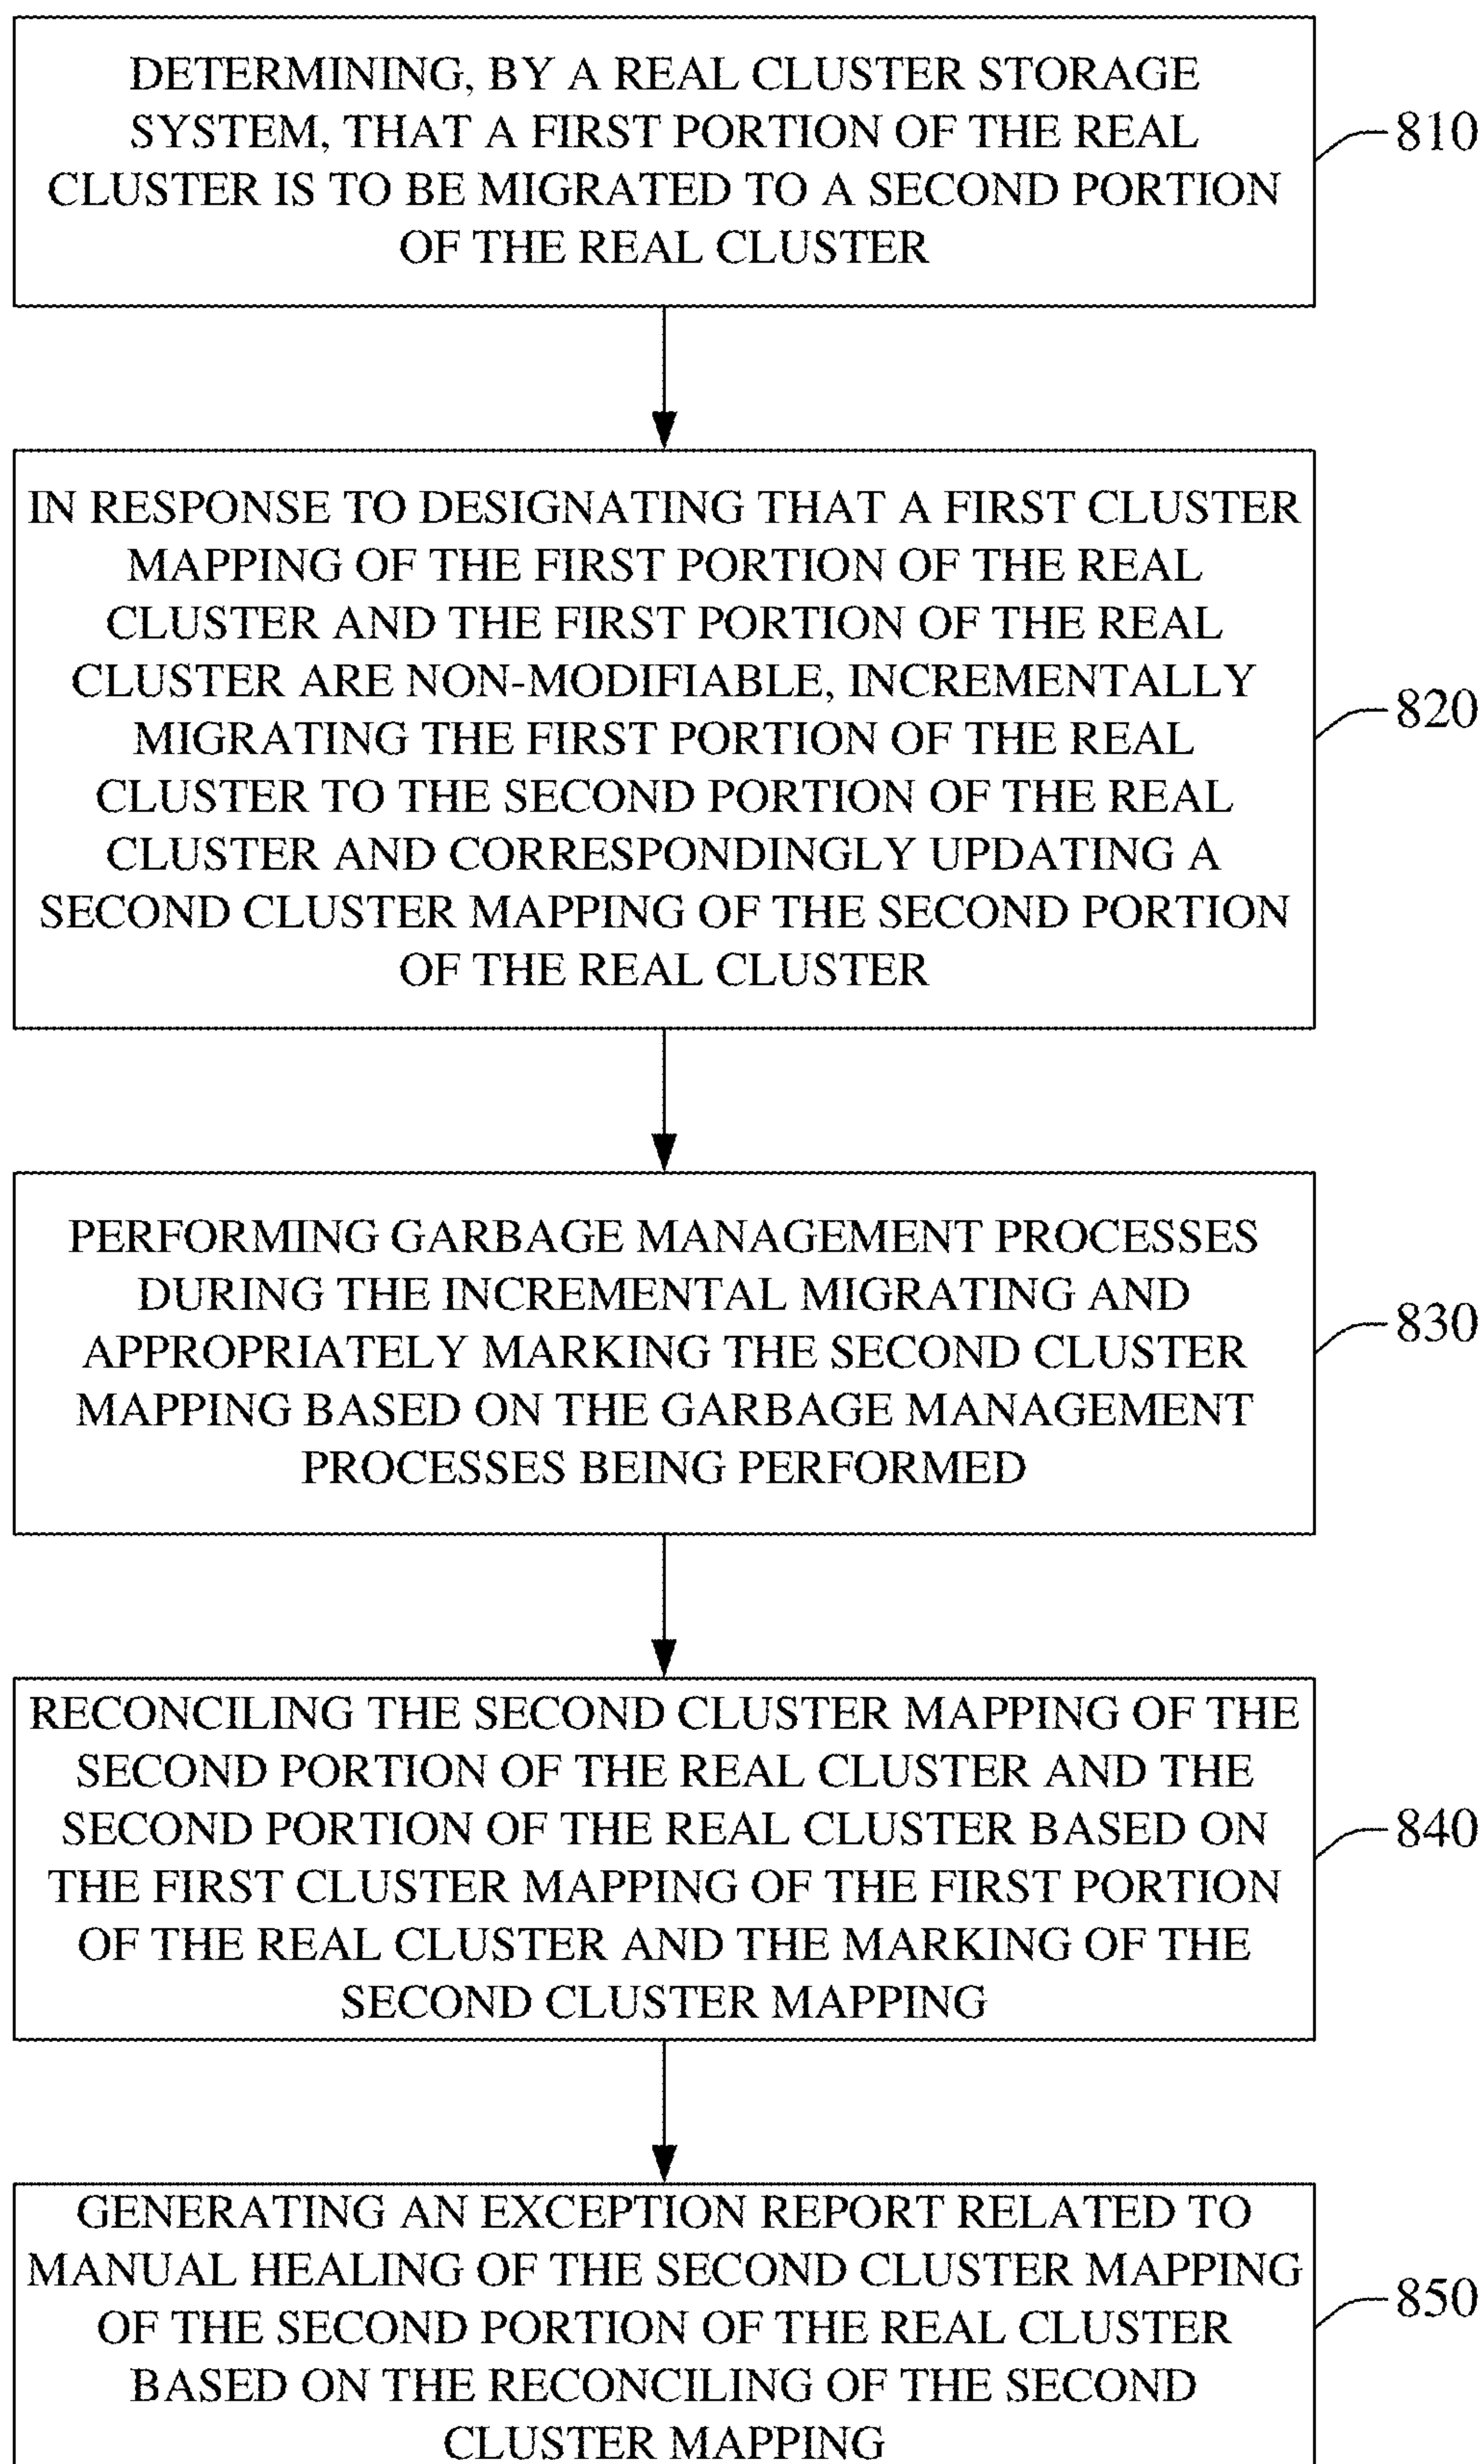 DETERMINING, BY A REAL CLUSTER STORAGE
SYSTEM, THAT A FIRST PORTION OF THE REAL
CLUSTER IS TO BE MIGRATED TO A SECOND PORTION
OF THE REAL CLUSTER
810
IN RESPONSE TO DESIGNATING THAT A FIRST CLUSTER
MAPPING OF THE FIRST PORTION OF THE REAL
CLUSTER AND THE FIRST PORTION OF THE REAL
CLUSTER ARE NON-MODIFIABLE, INCREMENTALLY
MIGRATING THE FIRST PORTION OF THE REAL
CLUSTER TO THE SECOND PORTION OF THE REAL
CLUSTER AND CORRESPONDINGLY UPDATING A
SECOND CLUSTER MAPPING OF THE SECOND PORTION
OF THE REAL CLUSTER
820
PERFORMING GARBAGE MANAGEMENT PROCESSES
DURING THE INCREMENTAL MIGRATING AND
APPROPRIATELY MARKING THE SECOND CLUSTER
MAPPING BASED ON THE GARBAGE MANAGEMENT
PROCESSES BEING PERFORMED
830
RECONCILING THE SECOND CLUSTER MAPPING OF THE
SECOND PORTION OF THE REAL CLUSTER AND THE
SECOND PORTION OF THE REAL CLUSTER BASED ON
THE FIRST CLUSTER MAPPING OF THE FIRST PORTION
OF THE REAL CLUSTER AND THE MARKING OF THE
SECOND CLUSTER MAPPING
840
GENERATING AN EXCEPTION REPORT RELATED TO
MANUAL HEALING OF THE SECOND CLUSTER MAPPING
OF THE SECOND PORTION OF THE REAL CLUSTER
BASED ON THE RECONCILING OF THE SECOND
CLUSTER MAPPING
850